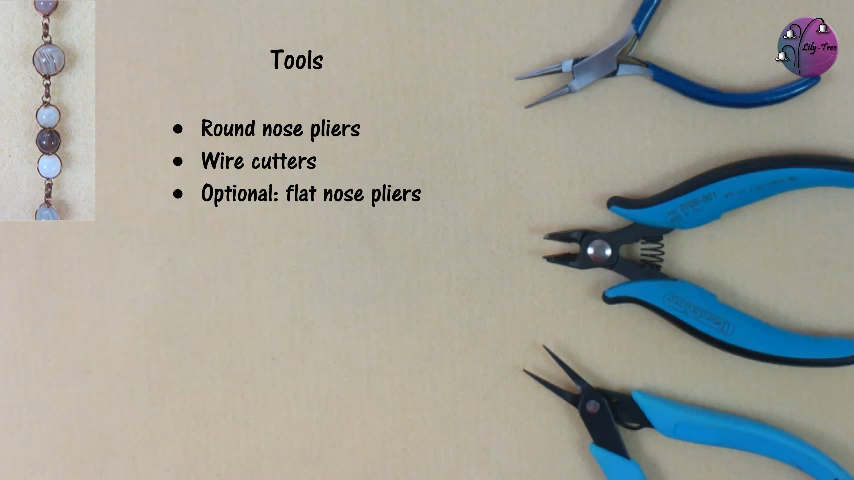 Tools
Lily-Tree
• Round nose pliers
• Wire cutters
• Optional: flat nose pliers